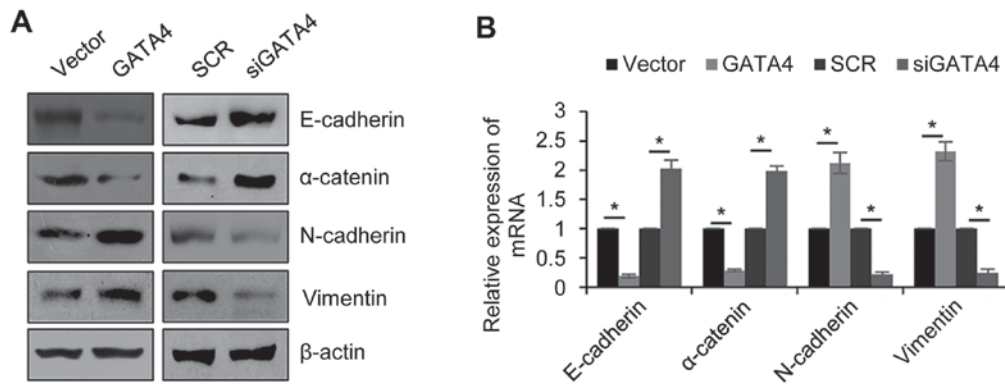 A
Vector
GATA4
SCR
siGATA4
E-cadherin
α-catenin
N-cadherin
Vimentin
β-actin
B
Vector GATA4 SCR siGATA4
Relative expression of
mRNA
3
2.5
2
1.5
1
0.5
0
* * * * * * * *
E-cadherin
α-catenin
N-cadherin
Vimentin